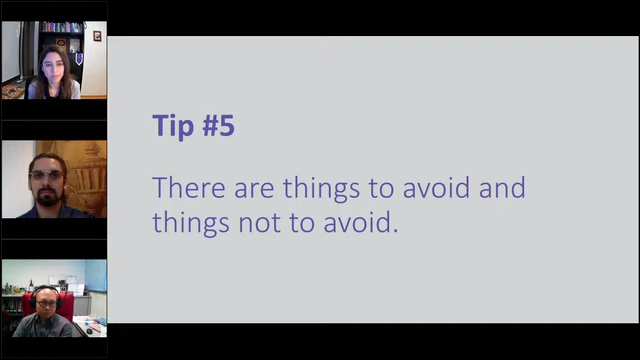 Tip #5
There are things to avoid and
things not to avoid.